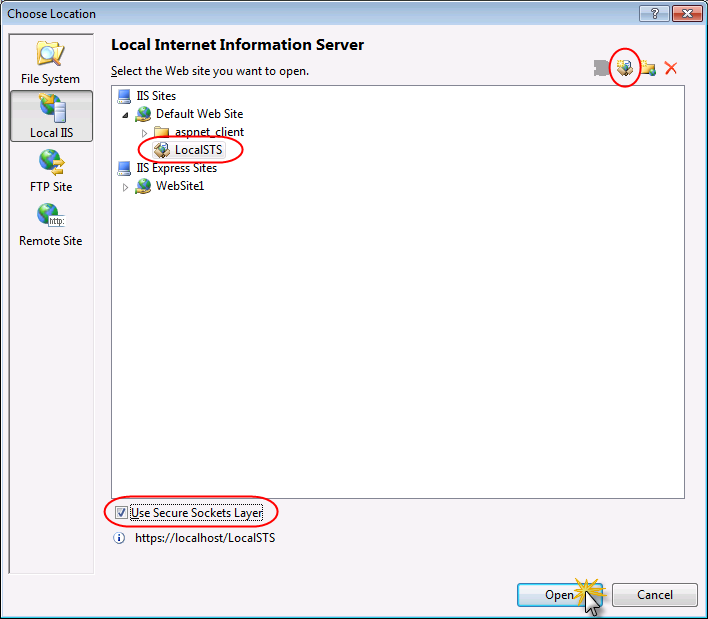 Choose Location
?
File System
Local IIS
FTP Site
http:
Remote Site
Local Internet Information Server
Select the Web site you want to open.
IIS Sites
Default Web Site
aspnet_client
LocalSTS
IIS Express Sites
WebSite1
Use Secure Sockets Layer
https://localhost/LocalSTS
Open
Cancel